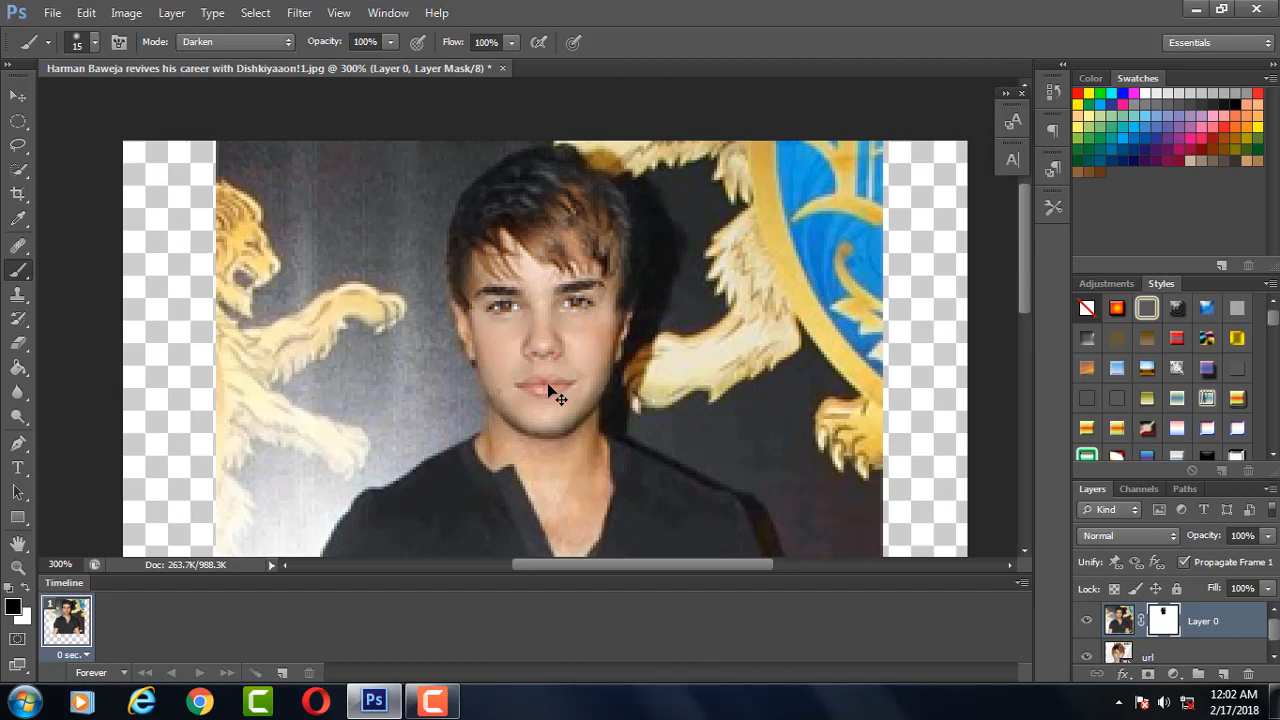 Ps File Edit Image Layer Type Select Filter View Window Help
15 Mode: Darken Opacity: 100% Flow: 100% Essentials
Harman Baweja revives his career with Dishkiyaaon!1.jpg @ 300% (Layer 0, Layer Mask/8) * ×
Color Swatches
A
A|
Adjustments Styles
Layers Channels Paths
Kind T
Normal Opacity: 100%
Unify: Propagate Frame 1
Lock: Fill: 100%
Layer 0
url
300% Doc: 263.7K/988.3K
Timeline
1
0 sec.
Forever
Ps
12:02 AM
2/17/2018